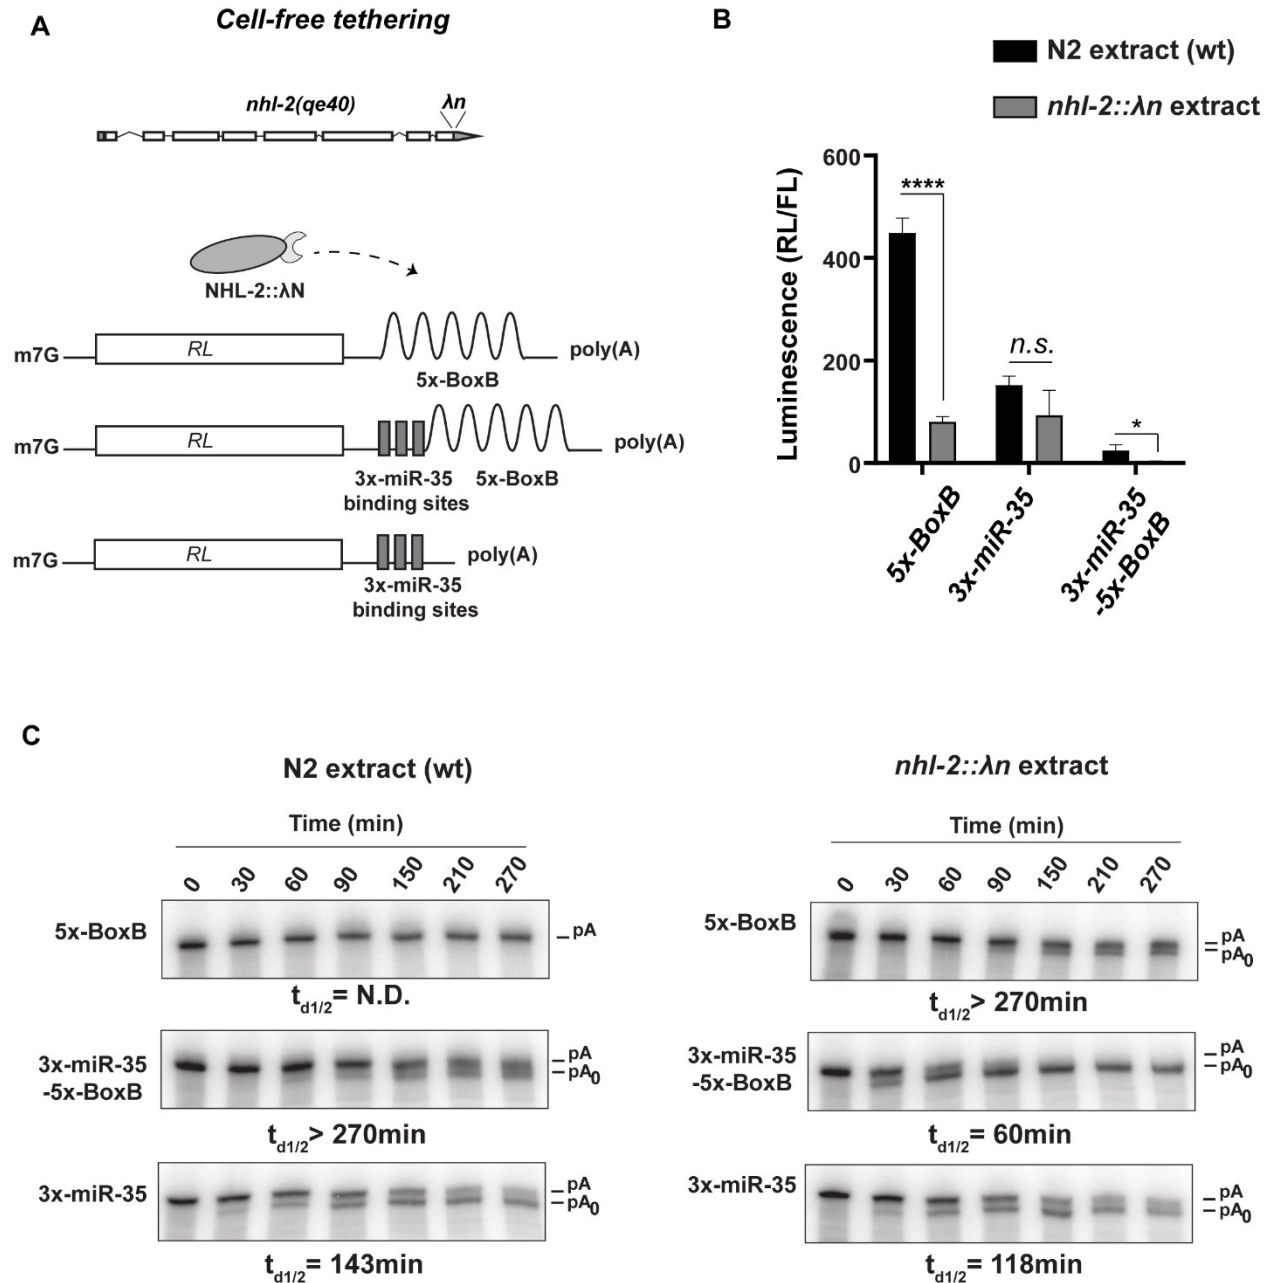 A
Cell-free tethering
nhl-2(qe40)
λn
NHL-2::λN
m7G
RL
poly(A)
5x-BoxB
m7G
RL
poly(A)
3x-miR-35
binding sites
5x-BoxB
m7G
RL
poly(A)
3x-miR-35
binding sites
B
N2 extract (wt)
nhl-2::λn extract
Luminescence (RL/FL)
600
400
200
0
****
n.s.
*
5x-BoxB
3x-miR-35
3x-miR-35
-5x-BoxB
C
N2 extract (wt)
Time (min)
0 30 60 90 150 210 270
5x-BoxB
pA
td1/2= N.D.
3x-miR-35
-5x-BoxB
pA
pA0
td1/2> 270min
3x-miR-35
pA
pA0
td1/2= 143min
nhl-2::λn extract
Time (min)
0 30 60 90 150 210 270
5x-BoxB
pA
pA0
td1/2> 270min
3x-miR-35
-5x-BoxB
pA
pA0
td1/2= 60min
3x-miR-35
pA
pA0
td1/2= 118min